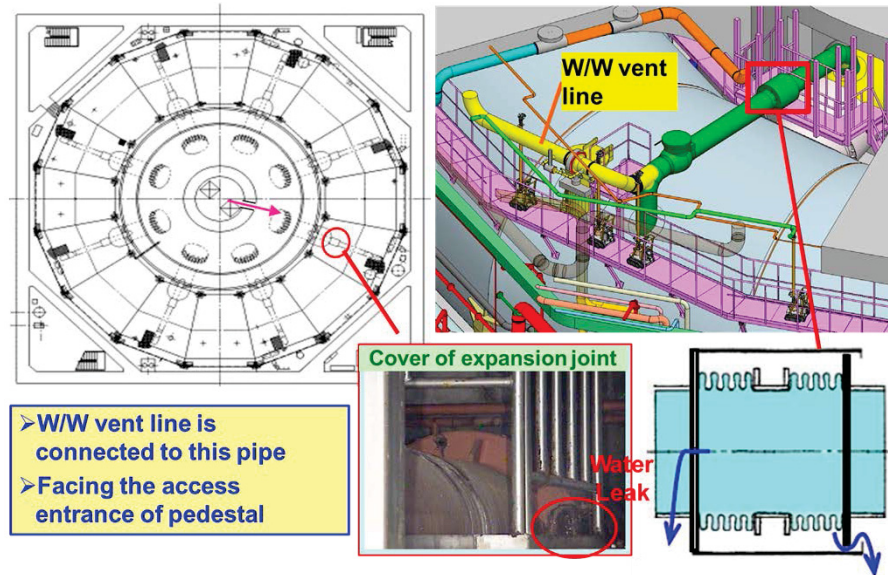 W/W vent
line
Cover of expansion joint
Water
Leak
➢W/W vent line is
connected to this pipe
➢Facing the access
entrance of pedestal